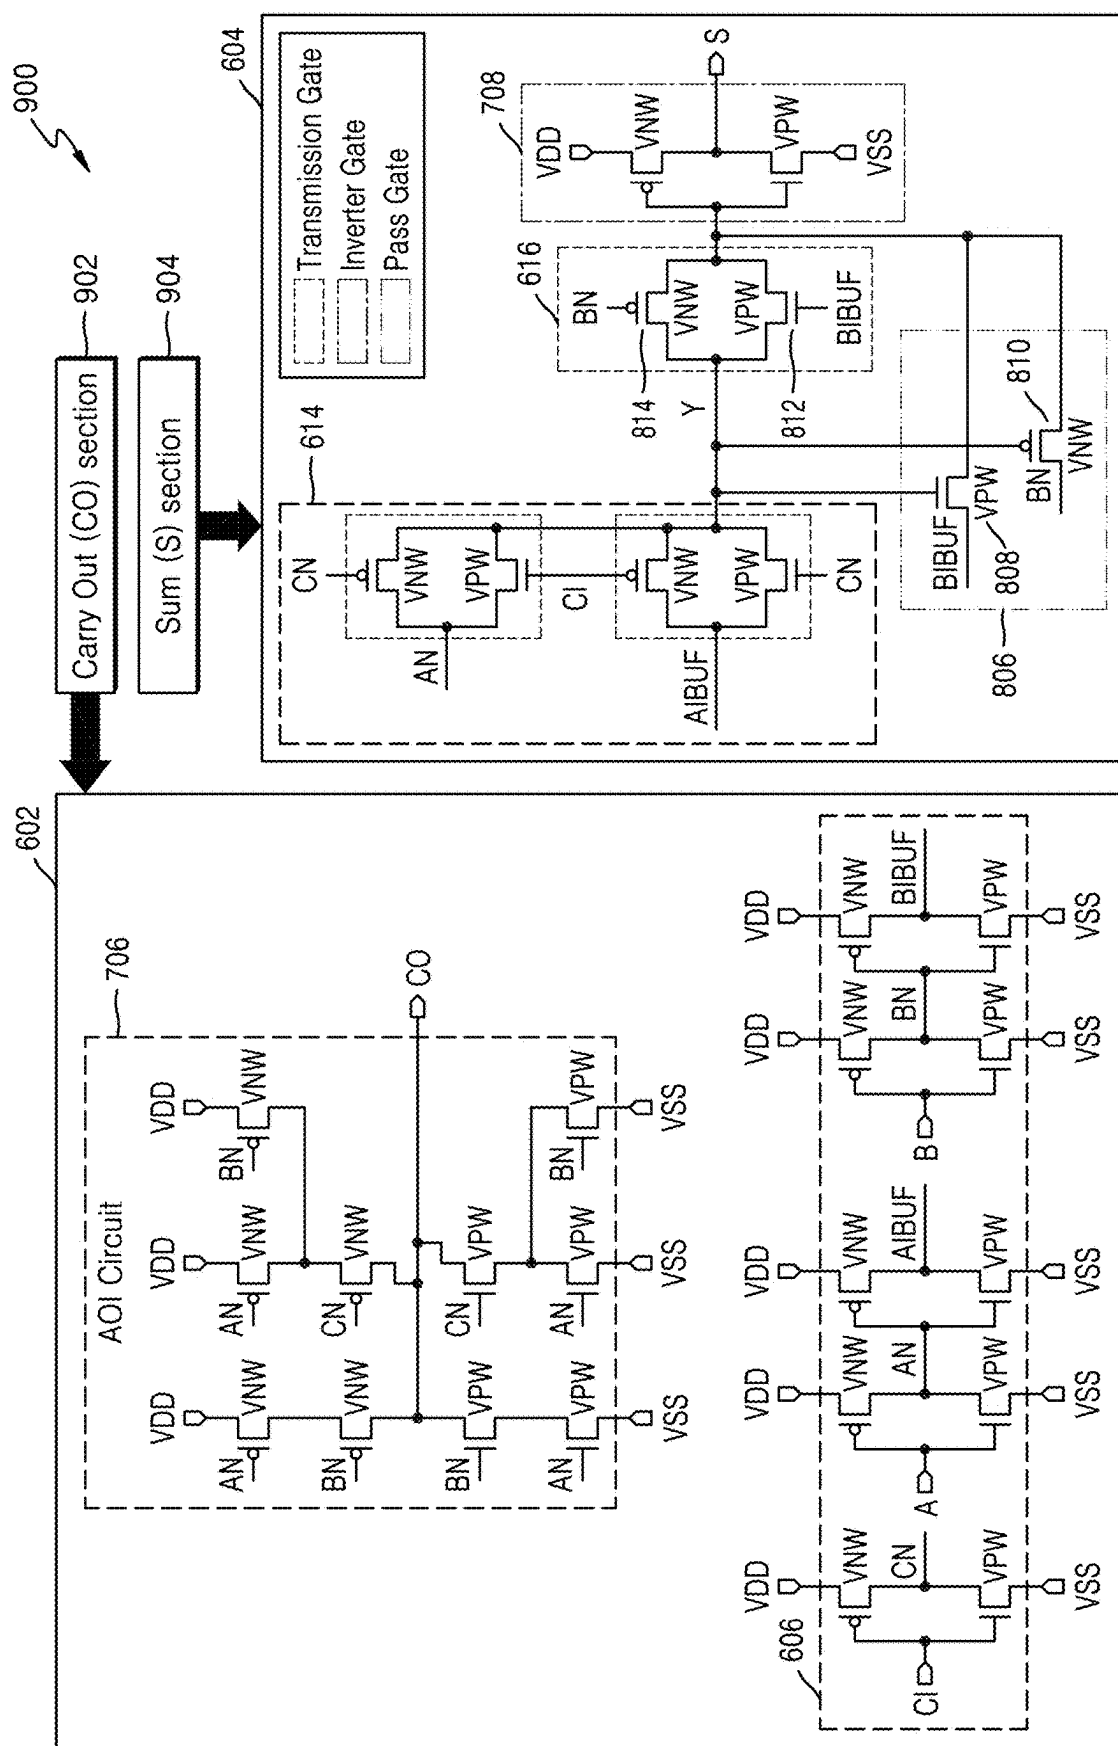 900
Carry Out (CO) section
902
Sum (S) section
904
602
706
AOI Circuit
VDD
VDD
VDD
AN
VNW
AN
VNW
BN
VNW
BN
VNW
CN
VNW
CO
BN
VPW
CN
VPW
AN
VPW
AN
VPW
BN
VPW
VSS
VSS
VSS
606
VDD
VDD
VDD
VDD
VDD
VNW
VNW
VNW
VNW
VNW
CI
CN
A
AN
AIBUF
B
BN
BIBUF
VPW
VPW
VPW
VPW
VPW
VSS
VSS
VSS
VSS
VSS
604
Transmission Gate
Inverter Gate
Pass Gate
614
CN
VNW
AN
VPW
CI
VNW
AIBUF
VPW
CN
616
BN
814
VNW
Y
VPW
812
BIBUF
708
VDD
VNW
S
VPW
VSS
806
BIBUF
VPW
808
BN
810
VNW